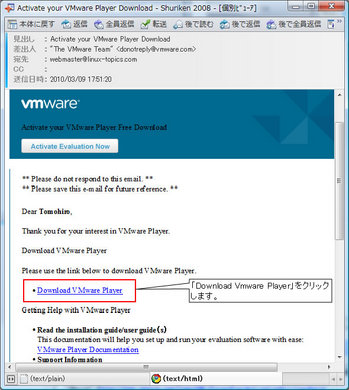 Activate your VMware Player Download - Shuriken 2008 - [個別ﾋﾞｭｰｱ]
本体に戻す 返信 全員返信 転送 後で読む 後で返信 後で全員返信
見出し : Activate your VMware Player Download
差出人 : "The VMware Team" <donotreply@vmware.com>
宛先 : webmaster@linux-topics.com
CC :
送信日時: 2010/03/09 17:51:20
vmware
Activate your VMware Player Free Download
Activate Evaluation Now
** Please do not respond to this email. **
** Please save this e-mail for future reference. **
Dear Tomohiro,
Thank you for your interest in VMware Player.
Download VMware Player
Please use the link below to download VMware Player.
• Download VMware Player
「Download Vmware Player」をクリック
します。
Getting Help with VMware Player
• Read the installation guide/user guide(s)
This documentation will help you set up and run your evaluation software with ease:
VMware Player Documentation
• Support Information
(text/plain) (text/html)